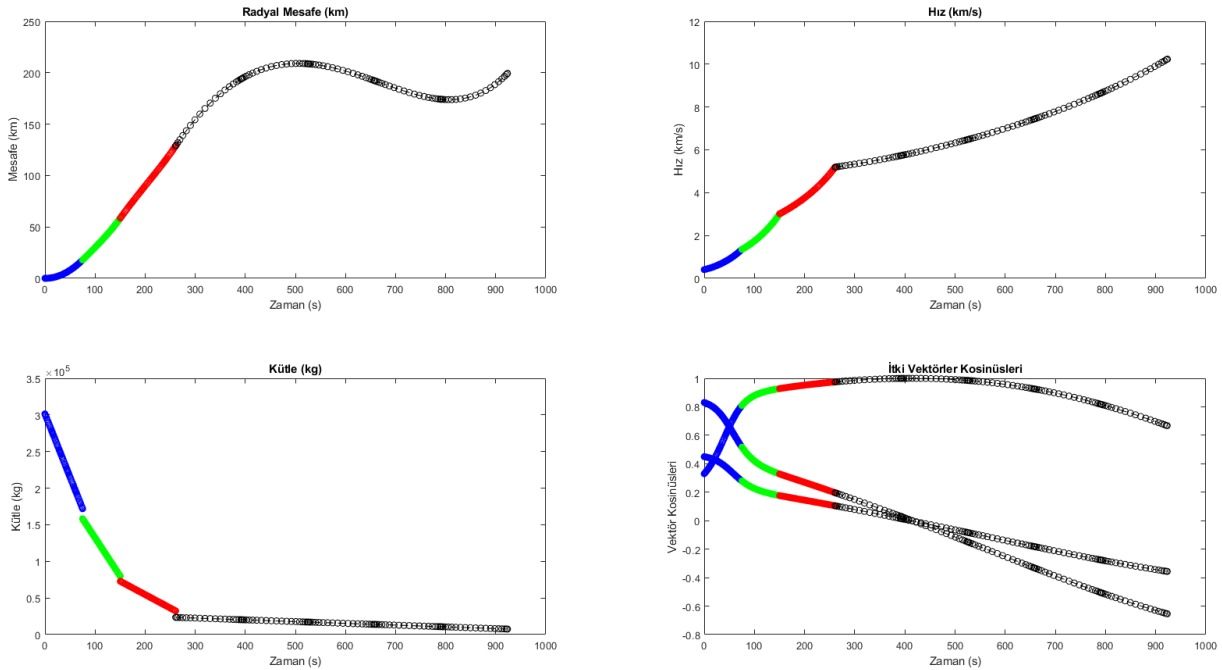 Radyal Mesafe (km)
250
200
150
100
50
0
Mesafe (km)
0 100 200 300 400 500 600 700 800 900 1000
Zaman (s)
Hız (km/s)
12
10
8
6
4
2
0
Hız (km/s)
0 100 200 300 400 500 600 700 800 900 1000
Zaman (s)
Kütle (kg)
×10⁵
3.5
3
2.5
2
1.5
1
0.5
0
Kütle (kg)
0 100 200 300 400 500 600 700 800 900 1000
Zaman (s)
İtki Vektörler Kosinüsleri
1
0.8
0.6
0.4
0.2
0
-0.2
-0.4
-0.6
-0.8
Vektör Kosinüsleri
0 100 200 300 400 500 600 700 800 900 1000
Zaman (s)